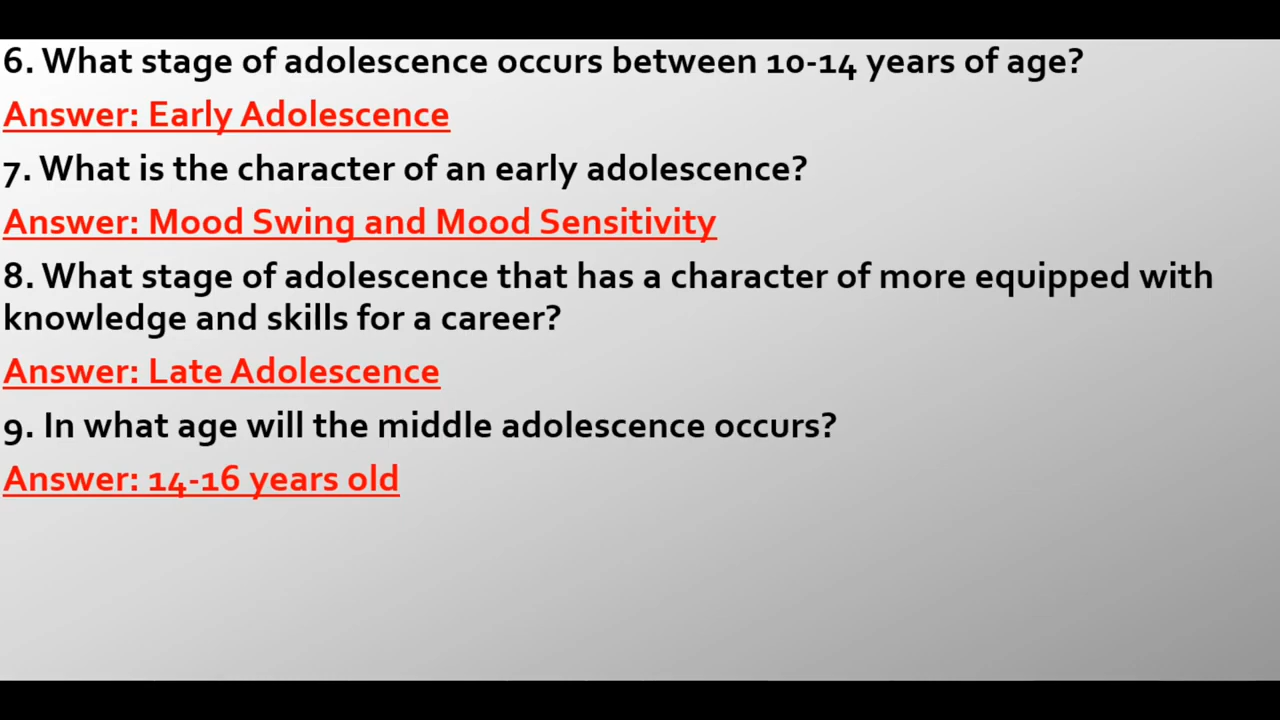 6. What stage of adolescence occurs between 10-14 years of age?
Answer: Early Adolescence
7. What is the character of an early adolescence?
Answer: Mood Swing and Mood Sensitivity
8. What stage of adolescence that has a character of more equipped with
knowledge and skills for a career?
Answer: Late Adolescence
9. In what age will the middle adolescence occurs?
Answer: 14-16 years old